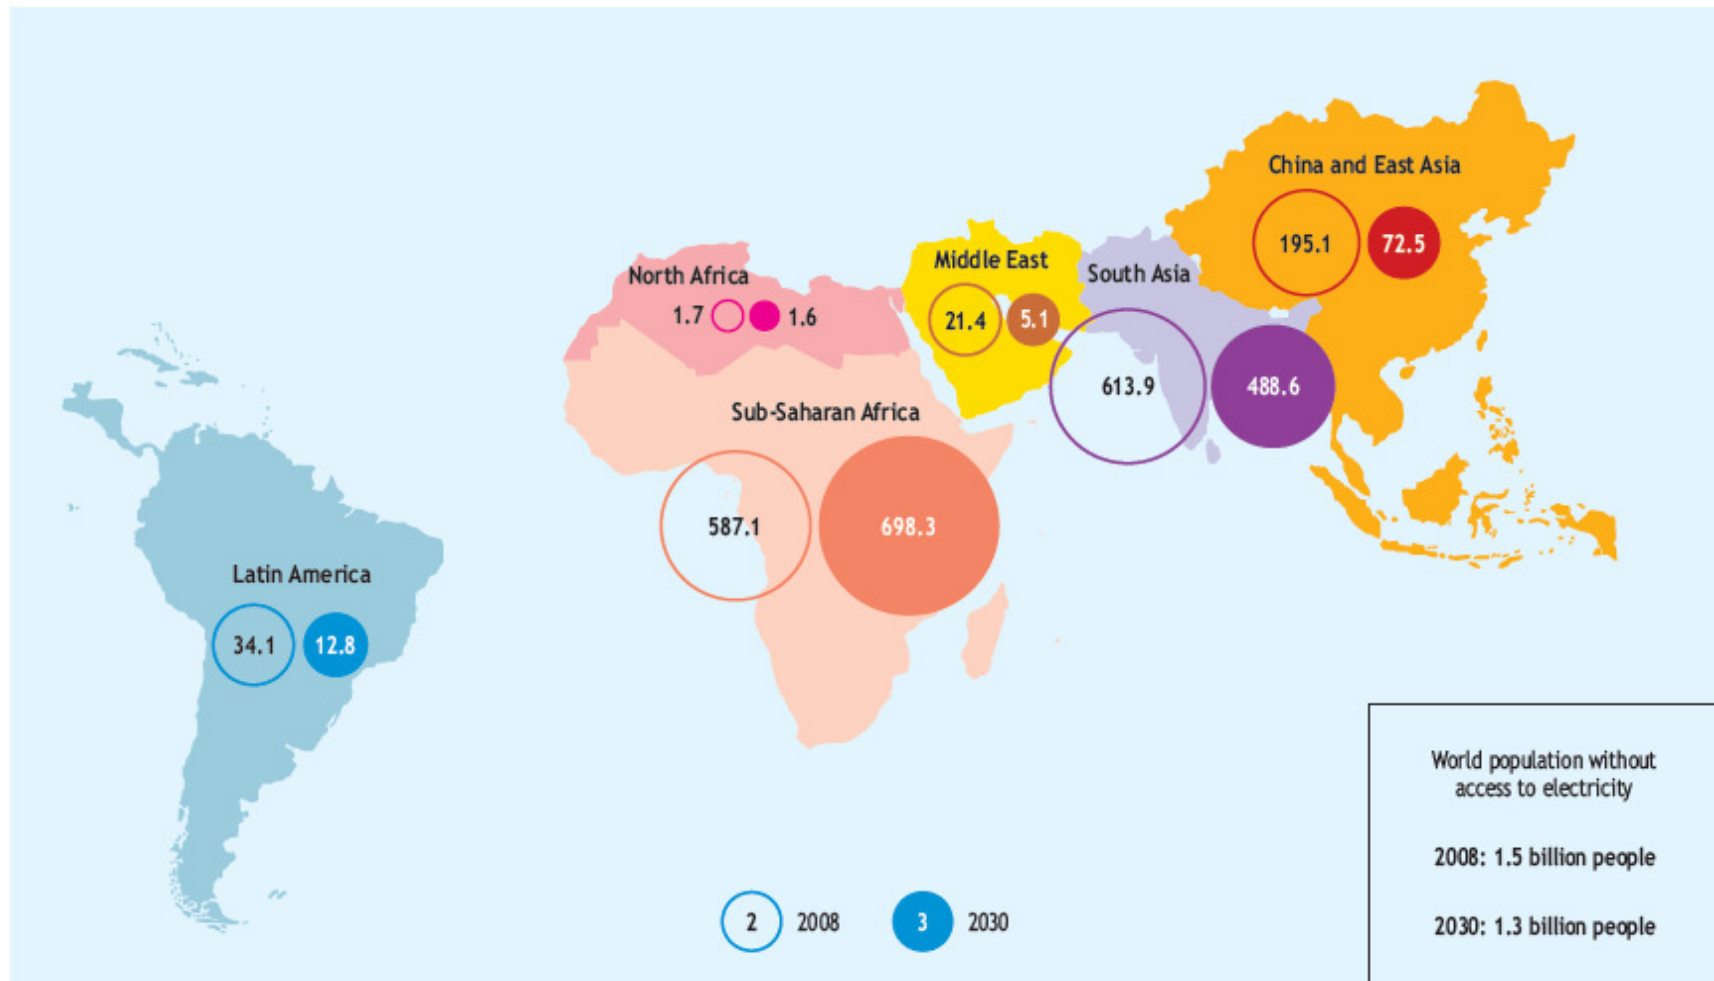 China and East Asia
195.1
72.5
North Africa
1.7
1.6
Middle East
21.4
5.1
South Asia
613.9
488.6
Sub-Saharan Africa
587.1
698.3
Latin America
34.1
12.8
World population without
access to electricity
2008: 1.5 billion people
2030: 1.3 billion people
2 2008
3 2030